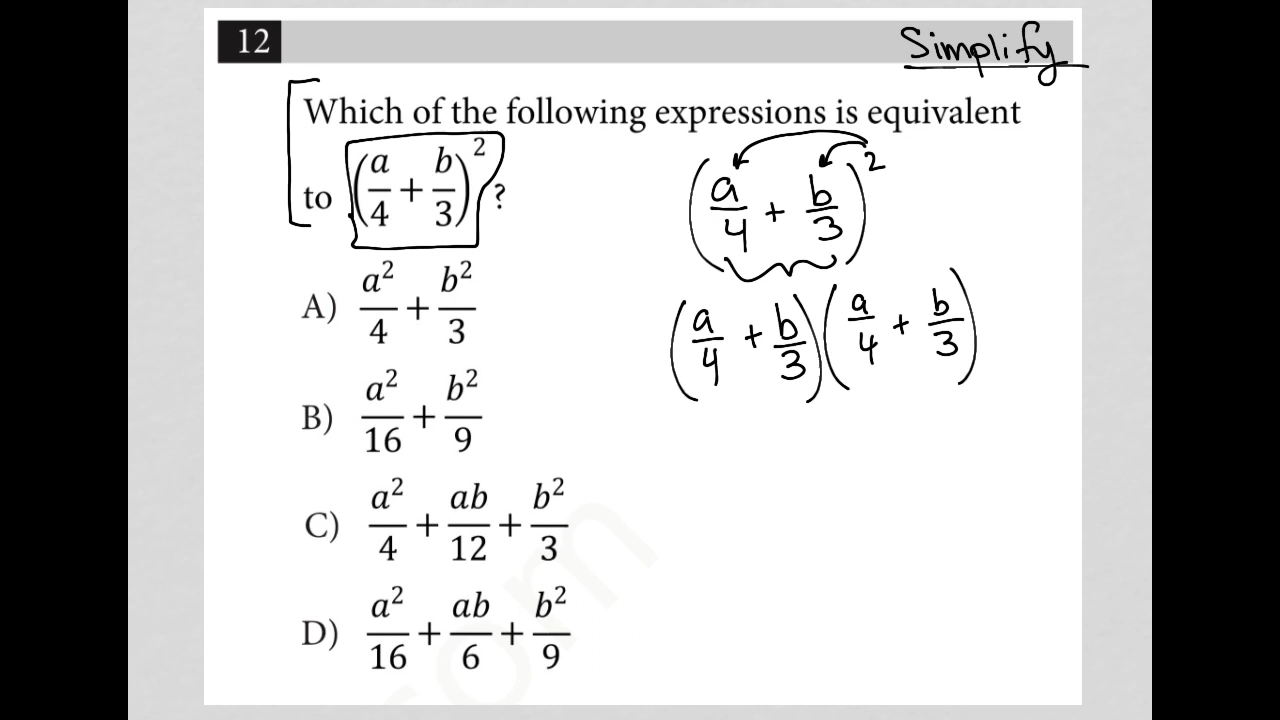 12
Simplify
Which of the following expressions is equivalent
to (a/4 + b/3)² ?
(a/4 + b/3)²
(a/4 + b/3)(a/4 + b/3)
A) a²/4 + b²/3
B) a²/16 + b²/9
C) a²/4 + ab/12 + b²/3
D) a²/16 + ab/6 + b²/9
om